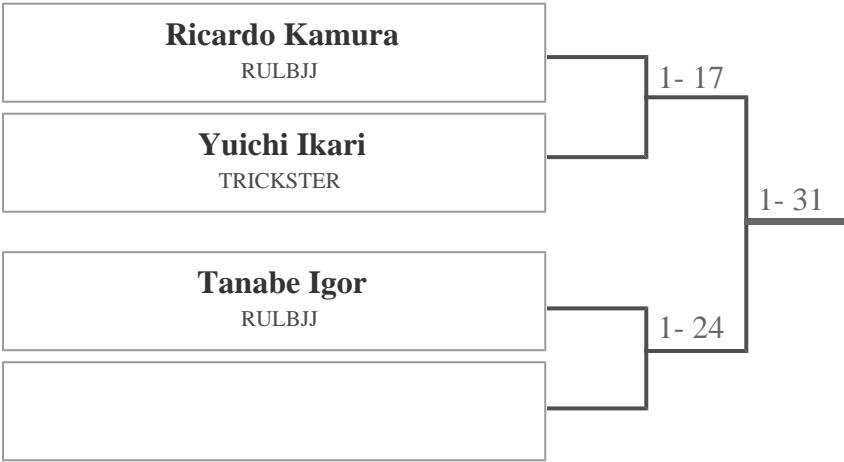 Ricardo Kamura
RULBJJ
1- 17
Yuichi Ikari
TRICKSTER
1- 31
Tanabe Igor
RULBJJ
1- 24